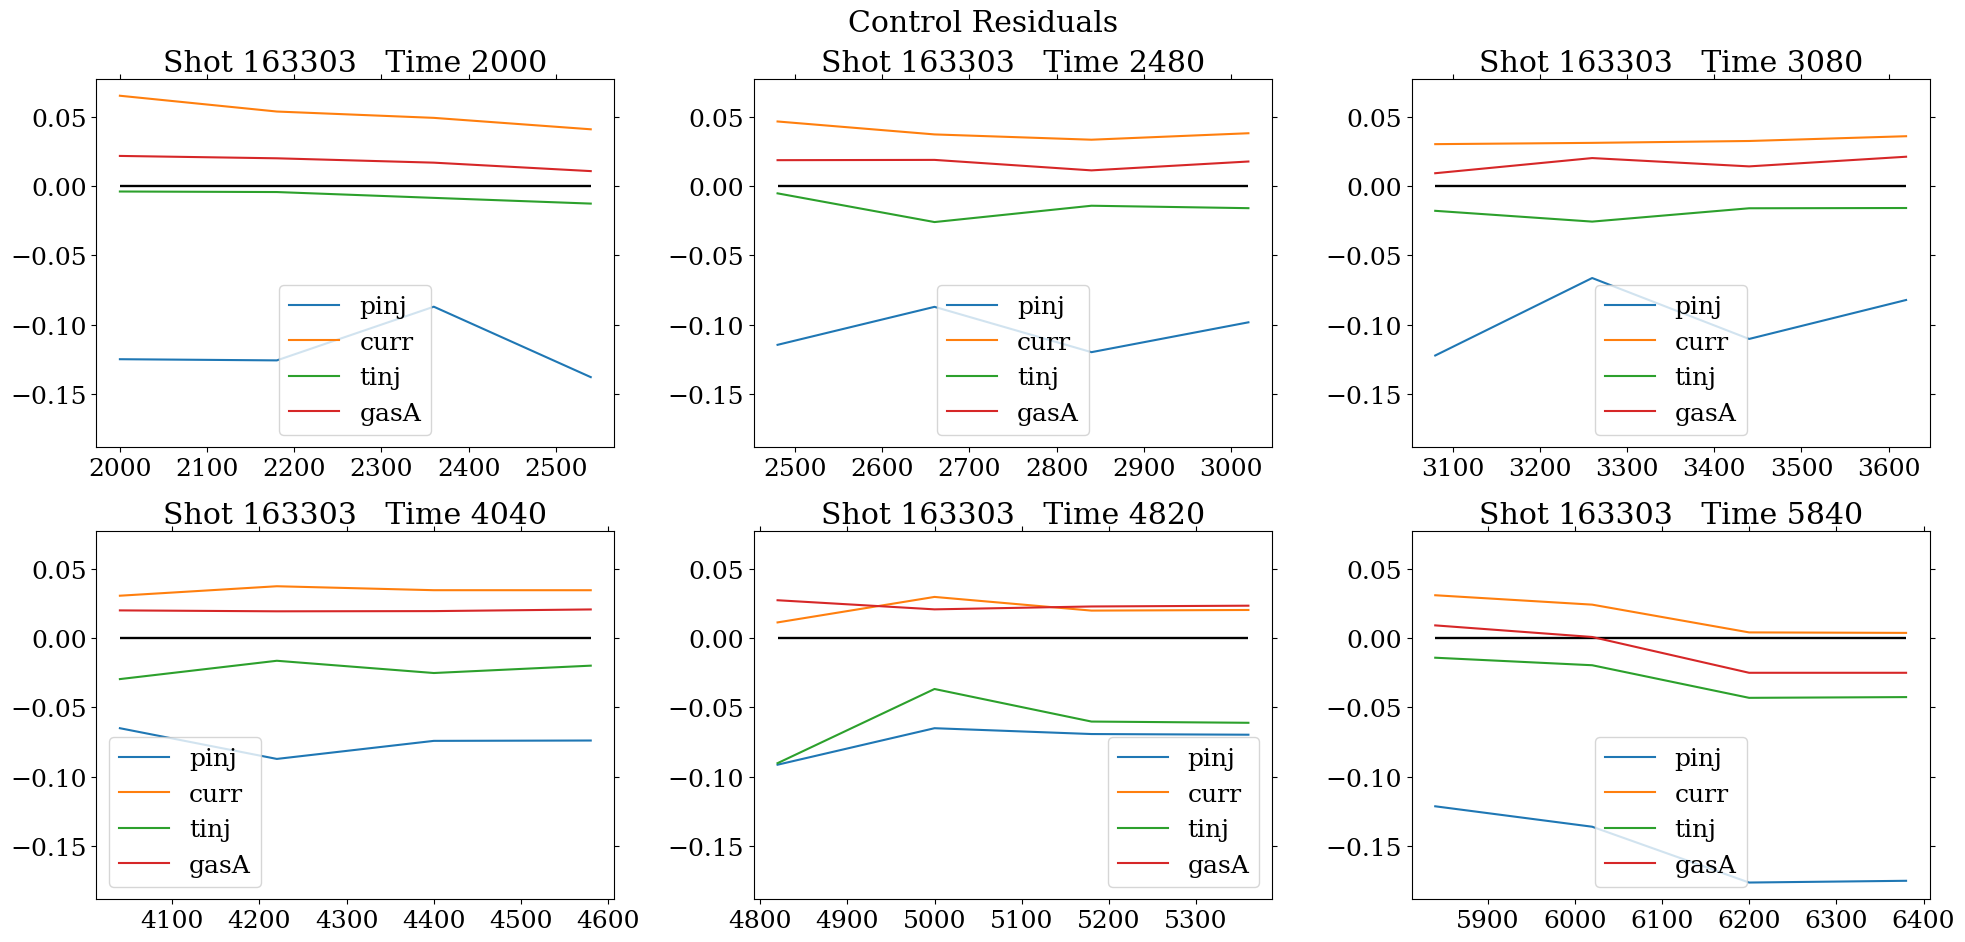 Control Residuals
Shot 163303   Time 2000
0.05
0.00
−0.05
−0.10
−0.15
pinj
curr
tinj
gasA
2000 2100 2200 2300 2400 2500
Shot 163303   Time 2480
0.05
0.00
−0.05
−0.10
−0.15
pinj
curr
tinj
gasA
2500 2600 2700 2800 2900 3000
Shot 163303   Time 3080
0.05
0.00
−0.05
−0.10
−0.15
pinj
curr
tinj
gasA
3100 3200 3300 3400 3500 3600
Shot 163303   Time 4040
0.05
0.00
−0.05
−0.10
−0.15
pinj
curr
tinj
gasA
4100 4200 4300 4400 4500 4600
Shot 163303   Time 4820
0.05
0.00
−0.05
−0.10
−0.15
pinj
curr
tinj
gasA
4800 4900 5000 5100 5200 5300
Shot 163303   Time 5840
0.05
0.00
−0.05
−0.10
−0.15
pinj
curr
tinj
gasA
5900 6000 6100 6200 6300 6400